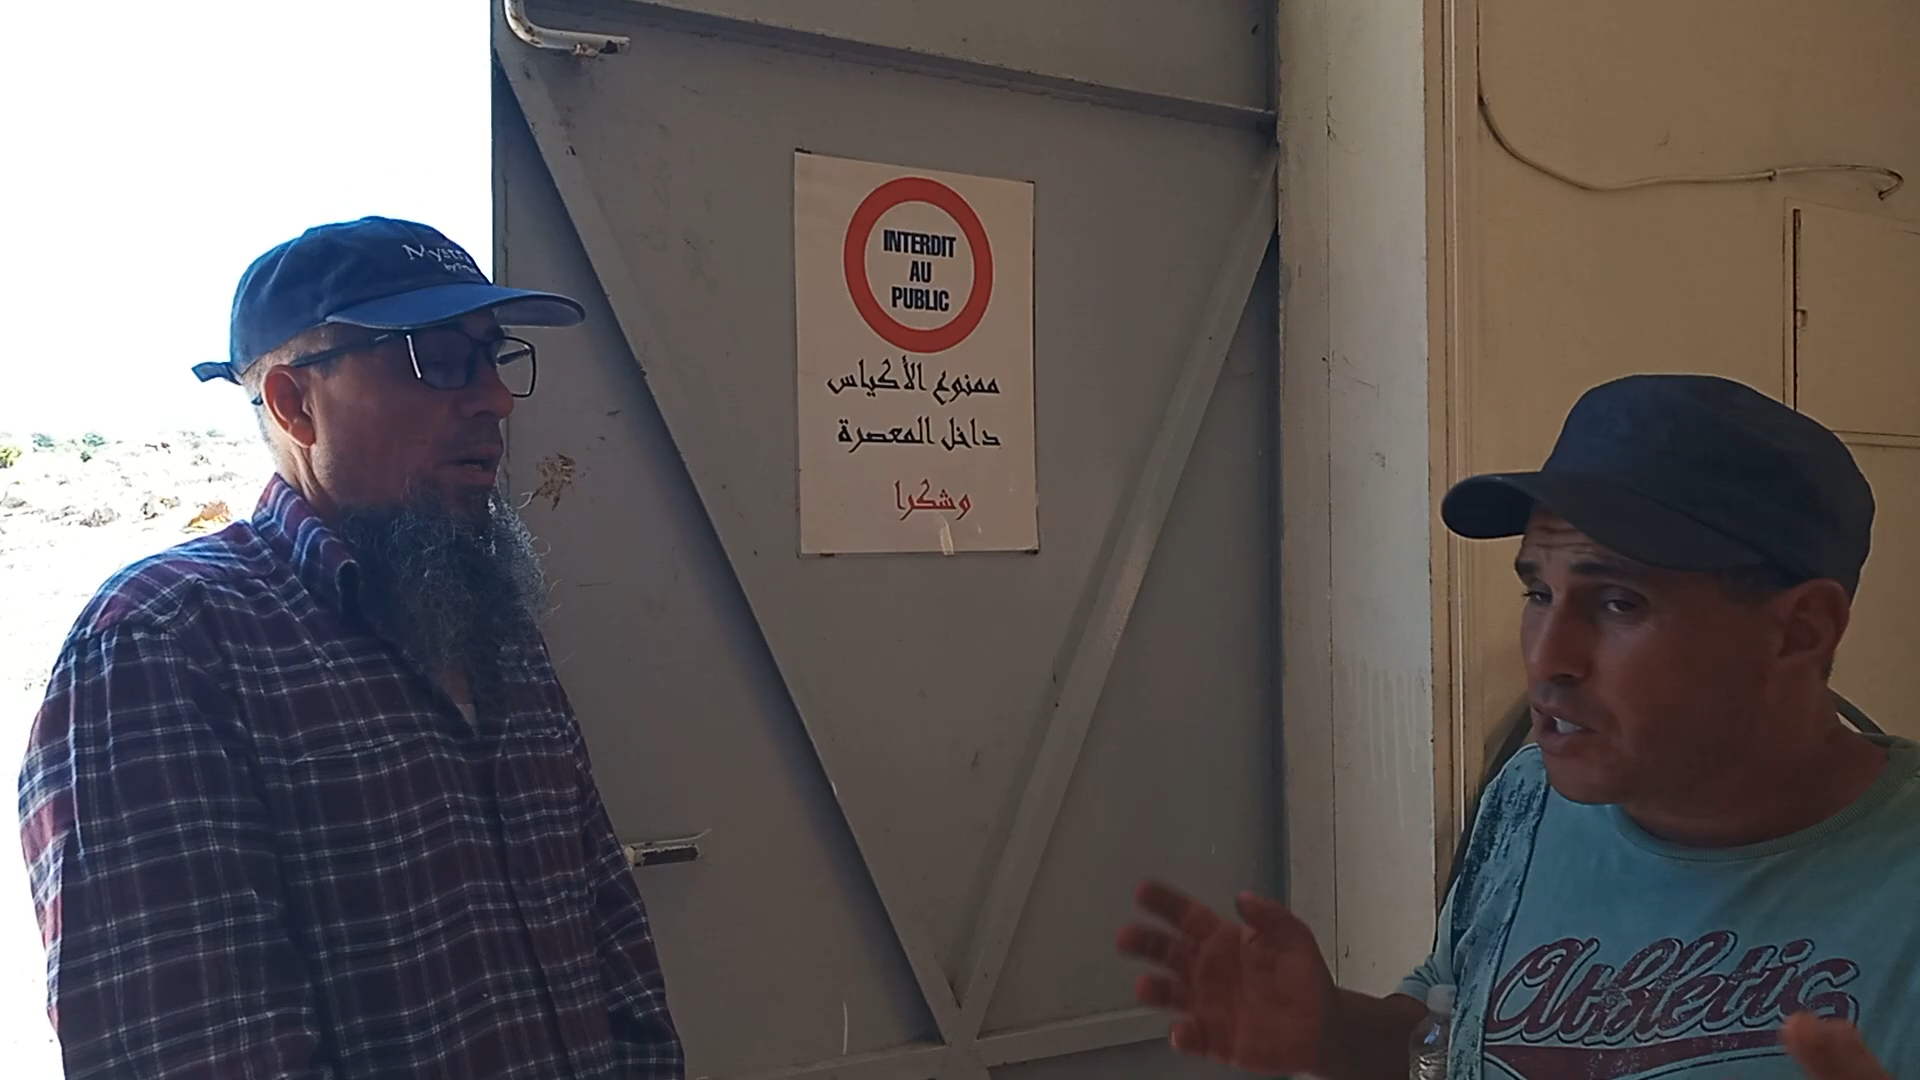 INTERDIT
AU
PUBLIC
ممنوع الأكياس
داخل المعصرة
وشكرا
Athletic